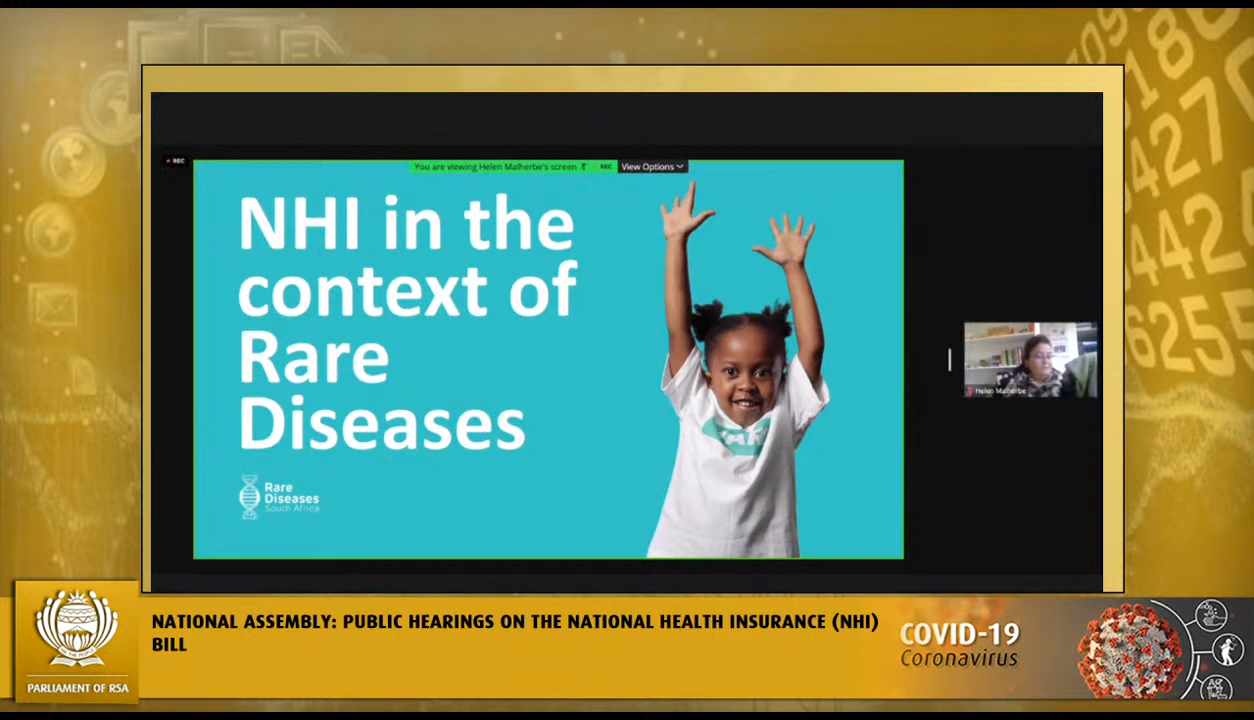 REC
You are viewing Helen Malherbe's screen
REC
View Options
NHI in the
context of
Rare
Diseases
Rare
Diseases
South Africa
Helen Malherbe
NATIONAL ASSEMBLY: PUBLIC HEARINGS ON THE NATIONAL HEALTH INSURANCE (NHI)
BILL
PARLIAMENT OF RSA
COVID-19
Coronavirus
6255